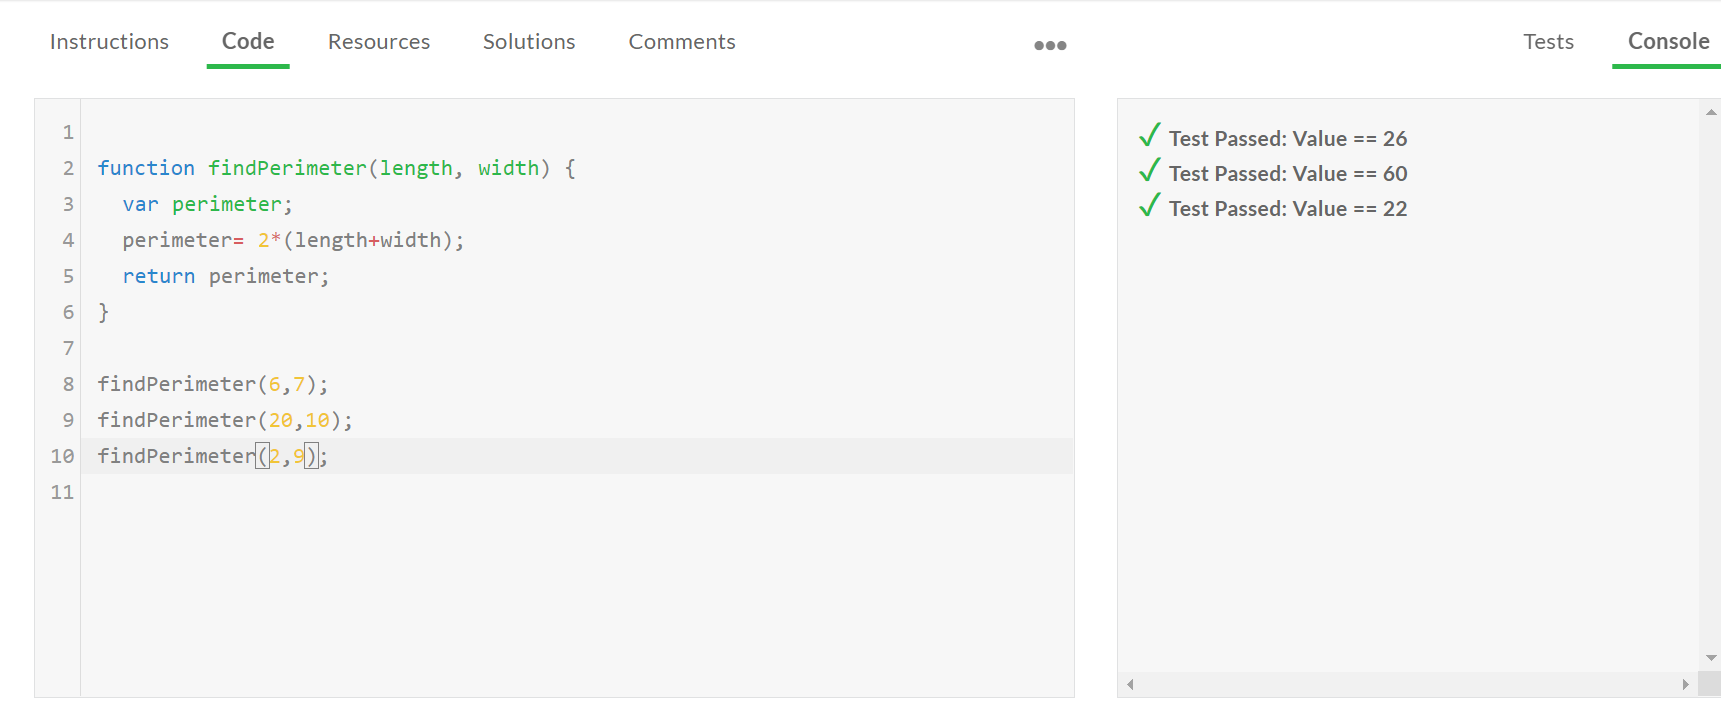 Instructions Code Resources Solutions Comments ••• Tests Console
1
2 function findPerimeter(length, width) {
3 var perimeter;
4 perimeter= 2*(length+width);
5 return perimeter;
6 }
7
8 findPerimeter(6,7);
9 findPerimeter(20,10);
10 findPerimeter(2,9);
11
✓ Test Passed: Value == 26
✓ Test Passed: Value == 60
✓ Test Passed: Value == 22